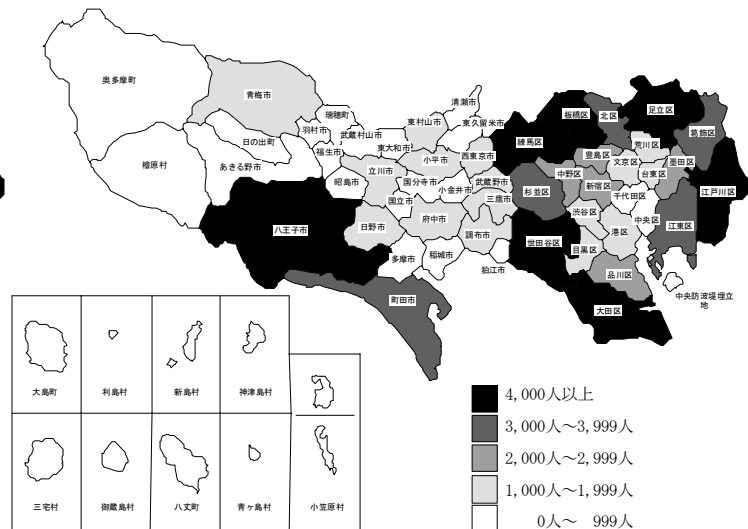 清瀬市
奥多摩町
青梅市
瑞穂町
東村山市
東久留米市
板橋区
北区
足立区
羽村市
武蔵村山市
葛飾区
日の出町
東大和市
練馬区
荒川区
福生市
小平市
西東京市
豊島区
文京区
墨田区
檜原村
あきる野市
立川市
中野区
台東区
昭島市
国分寺市
武蔵野市
新宿区
江戸川区
小金井市
杉並区
千代田区
国立市
三鷹市
渋谷区
中央区
江東区
八王子市
日野市
府中市
調布市
世田谷区
港区
目黒区
多摩市
稲城市
狛江市
品川区
町田市
中央防波堤埋立
地
大田区
大島町
利島村
新島村
神津島村
三宅村
御蔵島村
八丈町
青ヶ島村
小笠原村
4,000人以上
3,000人～3,999人
2,000人～2,999人
1,000人～1,999人
0人～ 999人